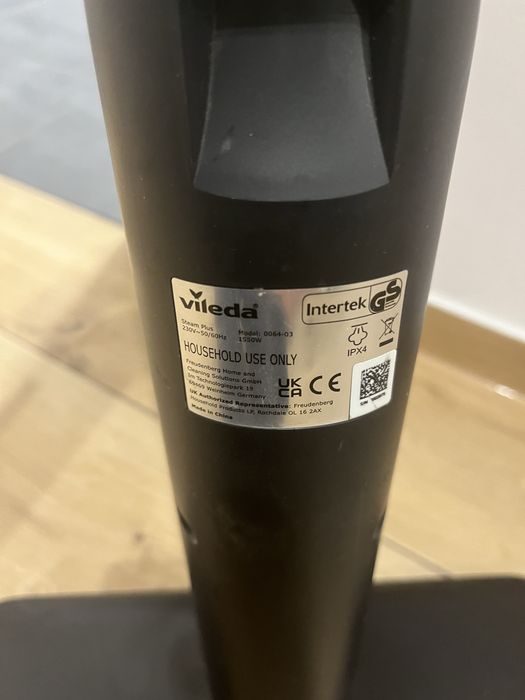 vileda
Intertek GS
Steam Plus Model: 0064-03
230V~50/60Hz 1550W
HOUSEHOLD USE ONLY
IPX4
Freudenberg Home and
Cleaning Solutions GmbH
Im Technologiepark 19
69469 Weinheim Germany
UK CA CE
UK Authorized Representative: Freudenberg
Household Products LP, Rochdale OL 16 2AX
Made in China
S/N